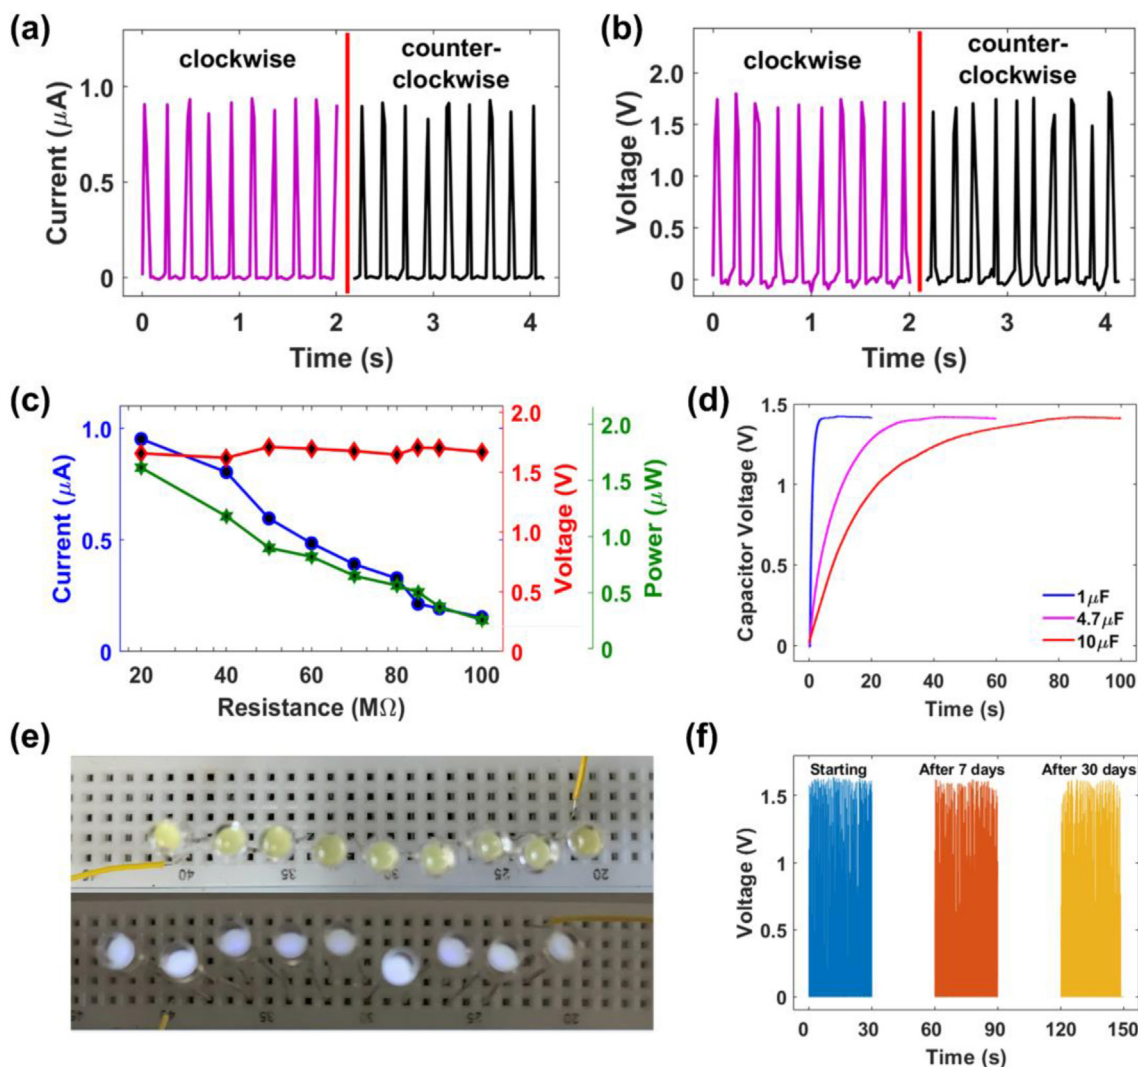 (a)
clockwise
counter-
clockwise
Current (μA)
1.0
0.5
0
0 1 2 3 4
Time (s)
(b)
clockwise
counter-
clockwise
Voltage (V)
2.0
1.5
1.0
0.5
0
0 1 2 3 4
Time (s)
(c)
Current (μA)
1.0
0.5
0
Voltage (V)
2.0
1.5
1.0
0.5
0
Power (μW)
2.0
1.5
1.0
0.5
0
20 40 60 80 100
Resistance (MΩ)
(d)
Capacitor Voltage (V)
1.5
1
0.5
0
1μF
4.7μF
10μF
0 20 40 60 80 100
Time (s)
(e)
40 35 30 25 20
35 30 25 20
(f)
Starting After 7 days After 30 days
Voltage (V)
1.5
1
0.5
0
0 30 60 90 120 150
Time (s)